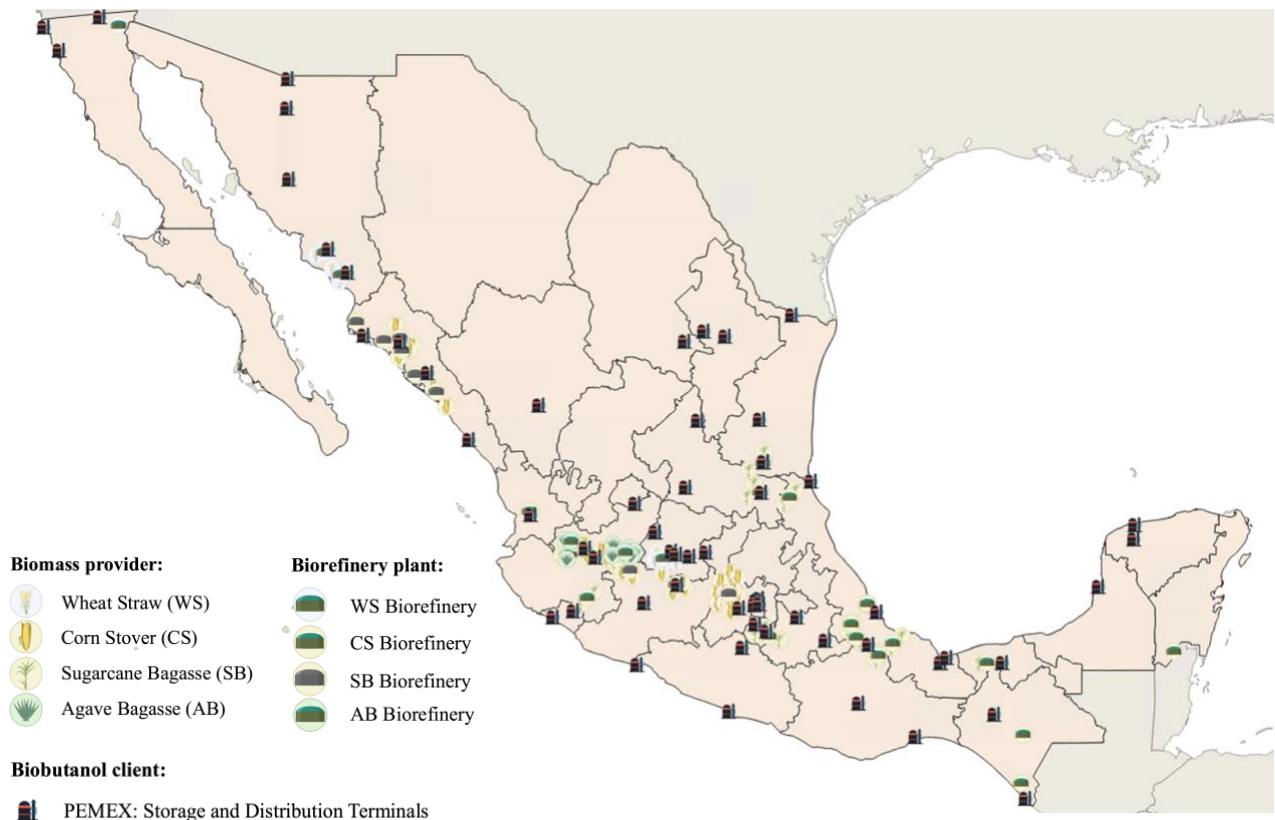 Biomass provider:
Wheat Straw (WS)
Corn Stover (CS)
Sugarcane Bagasse (SB)
Agave Bagasse (AB)
Biorefinery plant:
WS Biorefinery
CS Biorefinery
SB Biorefinery
AB Biorefinery
Biobutanol client:
PEMEX: Storage and Distribution Terminals